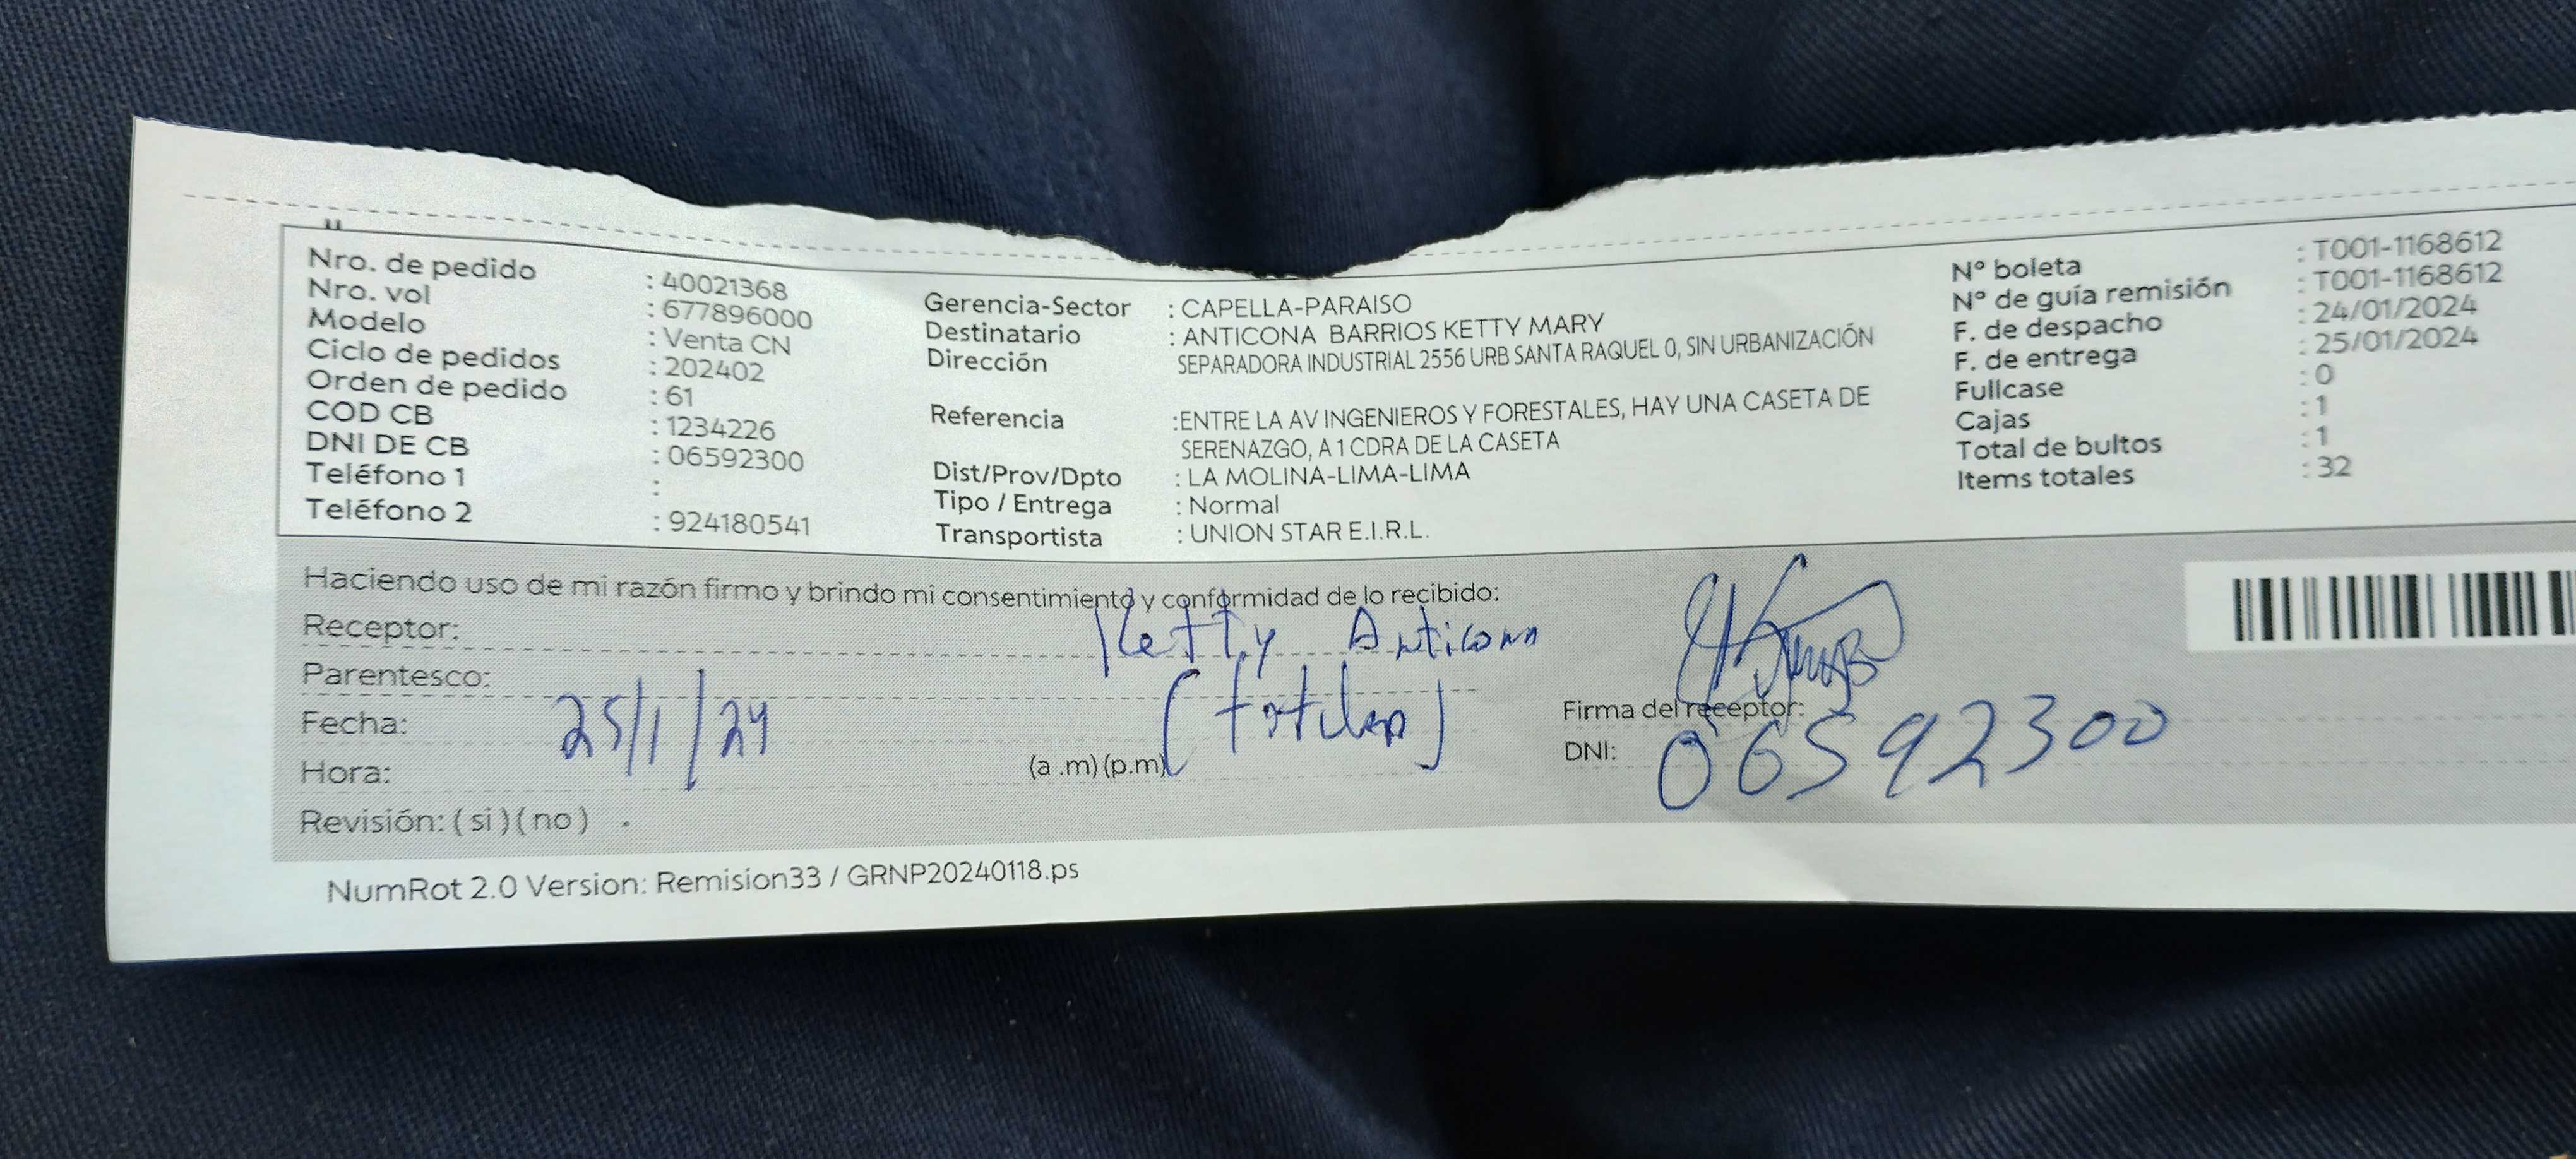 Nro. de pedido : 40021368
Nro. vol : 677896000
Modelo : Venta CN
Ciclo de pedidos : 202402
Orden de pedido : 61
COD CB : 1234226
DNI DE CB : 06592300
Teléfono 1 :
Teléfono 2 : 924180541
Gerencia-Sector : CAPELLA-PARAISO
Destinatario : ANTICONA BARRIOS KETTY MARY
Dirección SEPARADORA INDUSTRIAL 2556 URB SANTA RAQUEL 0, SIN URBANIZACIÓN
Referencia :ENTRE LA AV INGENIEROS Y FORESTALES, HAY UNA CASETA DE
SERENAZGO, A 1 CDRA DE LA CASETA
Dist/Prov/Dpto : LA MOLINA-LIMA-LIMA
Tipo / Entrega : Normal
Transportista : UNION STAR E.I.R.L.
Nº boleta : T001-1168612
Nº de guía remisión : T001-1168612
F. de despacho : 24/01/2024
F. de entrega : 25/01/2024
Fullcase : 0
Cajas : 1
Total de bultos : 1
Items totales : 32
Haciendo uso de mi razón firmo y brindo mi consentimiento y conformidad de lo recibido:
Receptor: Ketty Anticona
Parentesco:
Fecha: 25/1/24
Hora: (a .m) (p.m)
Revisión: ( si ) ( no )
Firma del receptor:
DNI: 06592300
NumRot 2.0 Version: Remision33 / GRNP20240118.ps